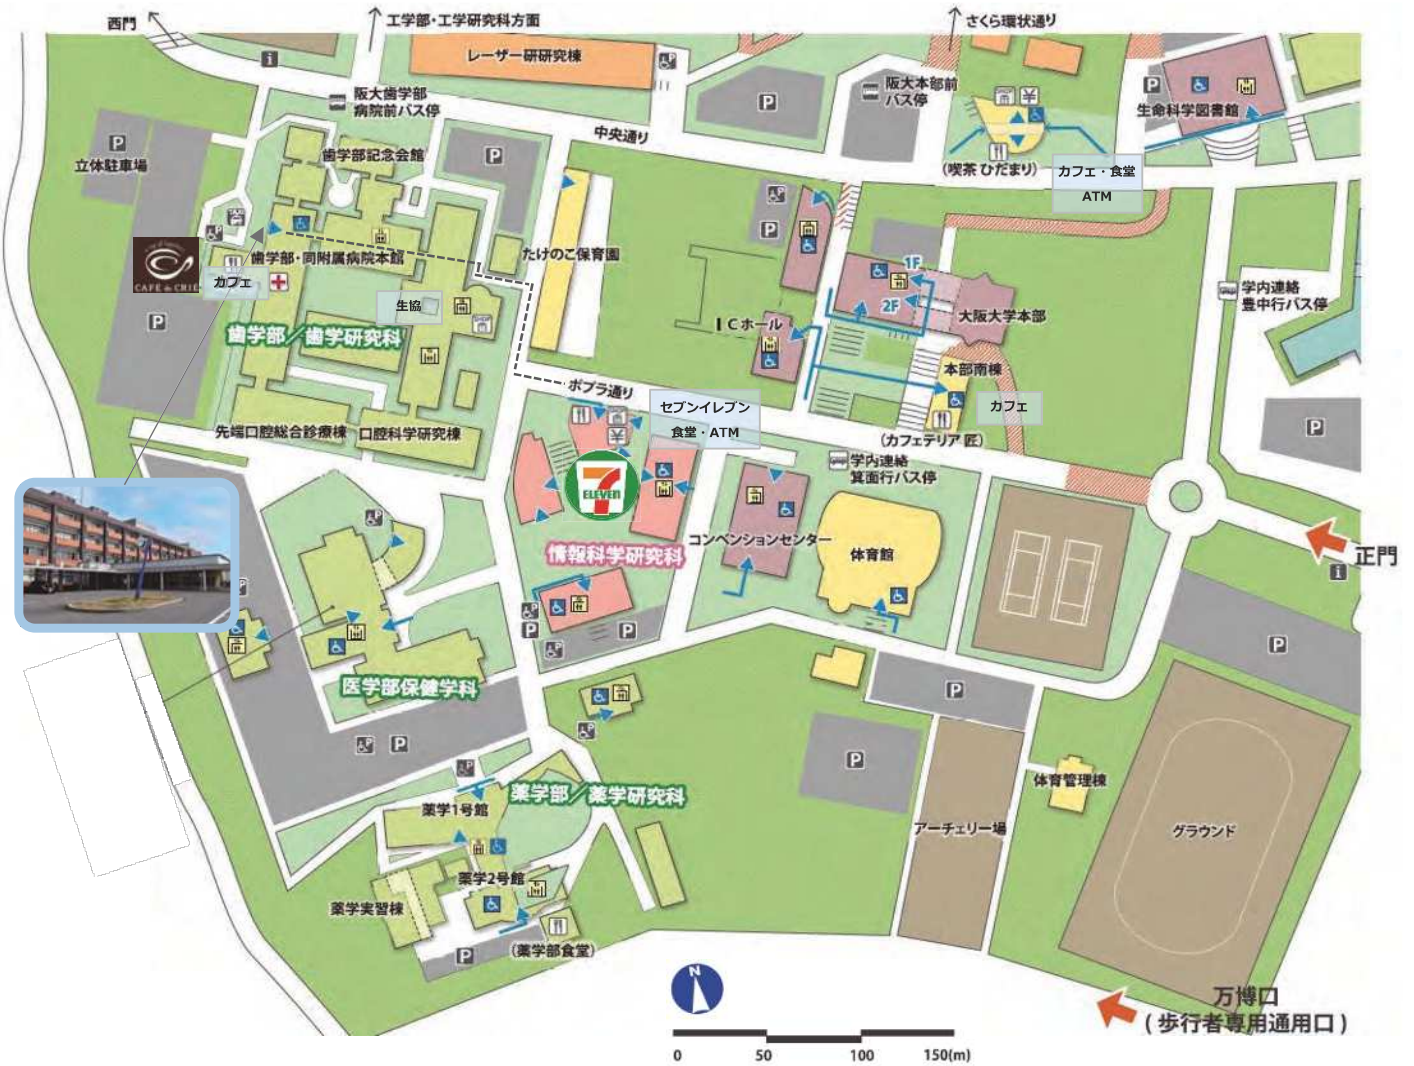 西門
工学部・工学研究科方面
さくら環状通り
レーザー研研究棟
阪大歯学部
病院前バス停
阪大本部前
バス停
生命科学図書館
中央通り
立体駐車場
歯学部記念会館
(喫茶 ひだまり)
カフェ・食堂
ATM
TAXI
CAFÉ de CRIÉ
カフェ
歯学部・同附属病院本館
たけのこ保育園
生協
SHOP
歯学部／歯学研究科
ICホール
1F
2F
大阪大学本部
学内連絡
豊中行バス停
本部南棟
カフェ
ポプラ通り
セブンイレブン
食堂・ATM
(カフェテリア 匠)
先端口腔総合診療棟
口腔科学研究棟
学内連絡
箕面行バス停
7
ELEVEN
情報科学研究科
コンベンションセンター
体育館
正門
医学部保健学科
薬学部／薬学研究科
薬学1号館
薬学2号館
薬学実習棟
(薬学部食堂)
体育管理棟
アーチェリー場
グラウンド
N
万博口
(歩行者専用通用口)
0 50 100 150(m)